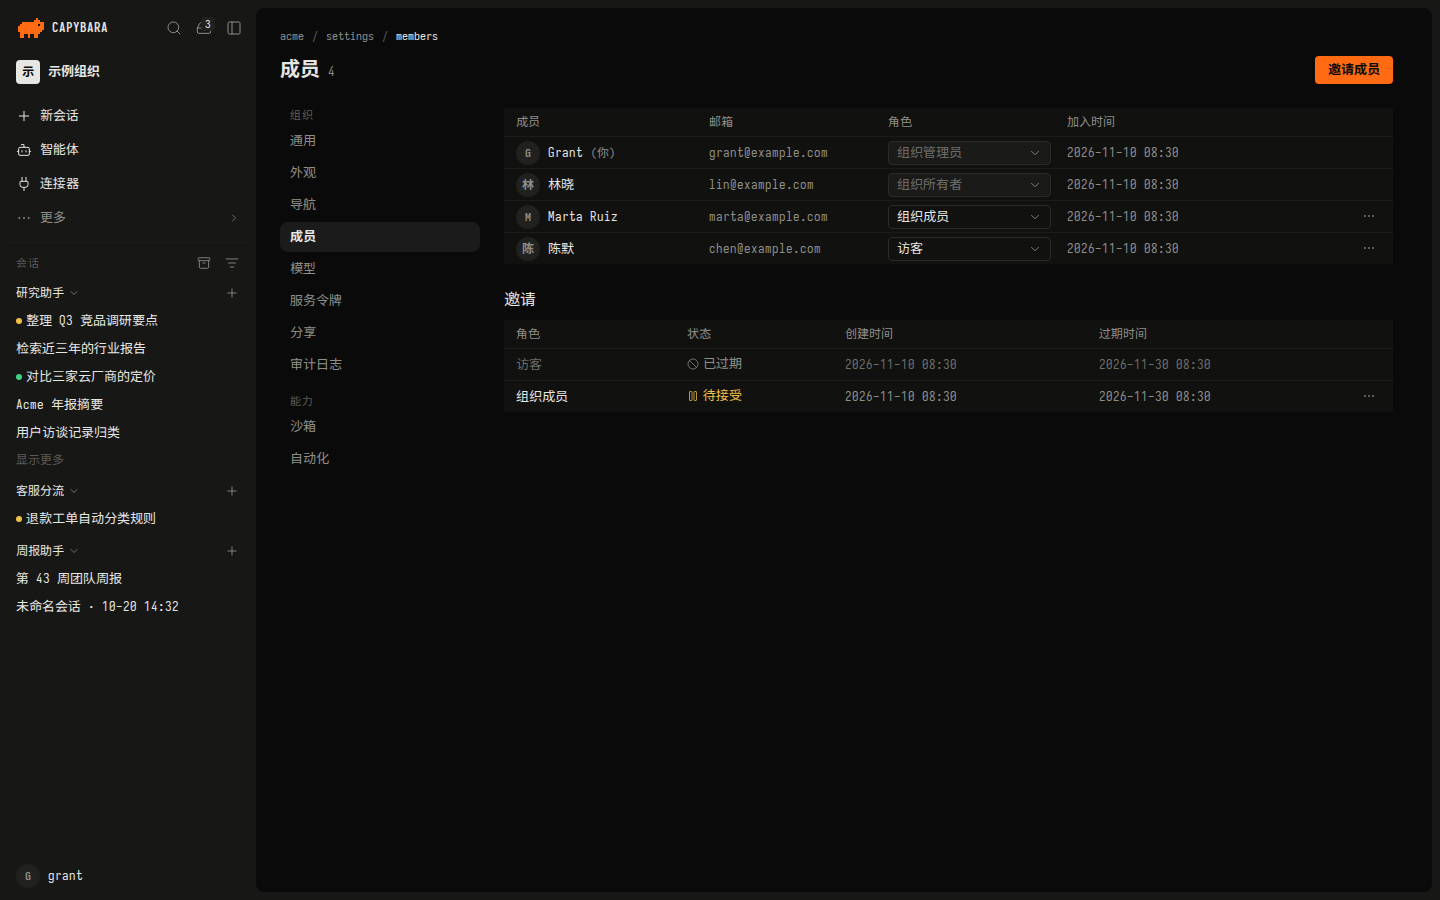 CAPYBARA
3
示 示例组织
新会话
智能体
连接器
更多
会话
研究助手
整理 Q3 竞品调研要点
检索近三年的行业报告
对比三家云厂商的定价
Acme 年报摘要
用户访谈记录归类
显示更多
客服分流
退款工单自动分类规则
周报助手
第 43 周团队周报
未命名会话 · 10-20 14:32
G grant
acme / settings / members
成员 4
邀请成员
组织
通用
外观
导航
成员
模型
服务令牌
分享
审计日志
能力
沙箱
自动化
成员 邮箱 角色 加入时间
G Grant (你) grant@example.com 组织管理员 2026-11-10 08:30
林 林晓 lin@example.com 组织所有者 2026-11-10 08:30
M Marta Ruiz marta@example.com 组织成员 2026-11-10 08:30
陈 陈默 chen@example.com 访客 2026-11-10 08:30
邀请
角色 状态 创建时间 过期时间
访客 已过期 2026-11-10 08:30 2026-11-30 08:30
组织成员 待接受 2026-11-10 08:30 2026-11-30 08:30